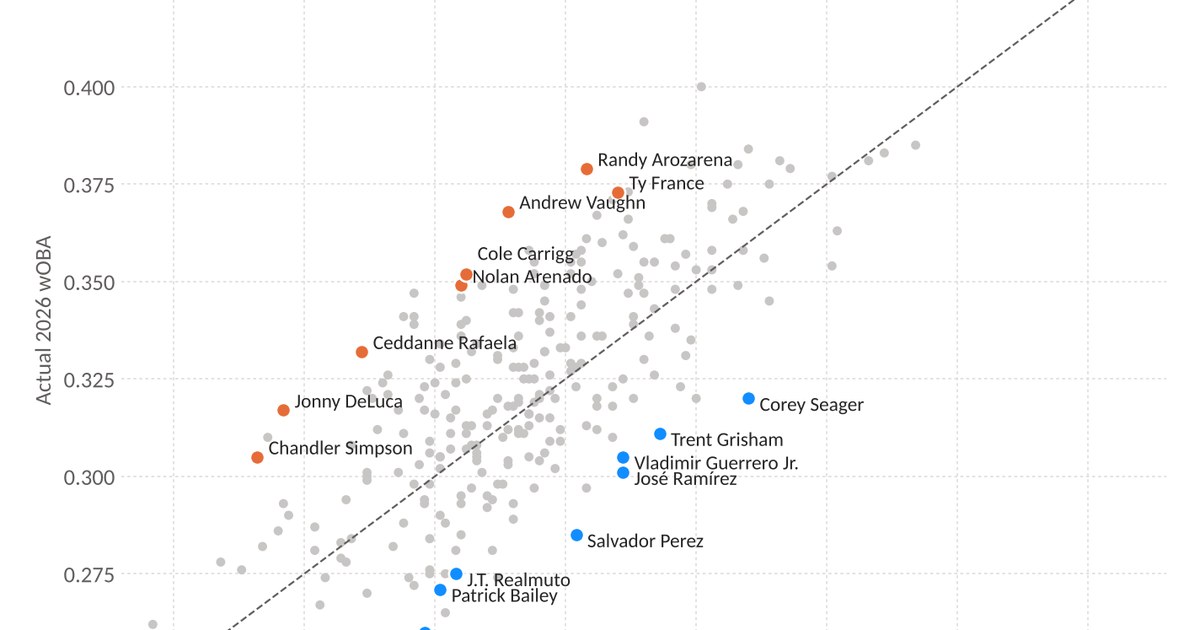 0.400
Randy Arozarena
0.375
Ty France
Andrew Vaughn
Cole Carrigg
Nolan Arenado
0.350
Actual 2026 wOBA
Ceddanne Rafaela
0.325
Jonny DeLuca
Corey Seager
Chandler Simpson
Trent Grisham
Vladimir Guerrero Jr.
0.300
José Ramírez
Salvador Perez
0.275
J.T. Realmuto
Patrick Bailey